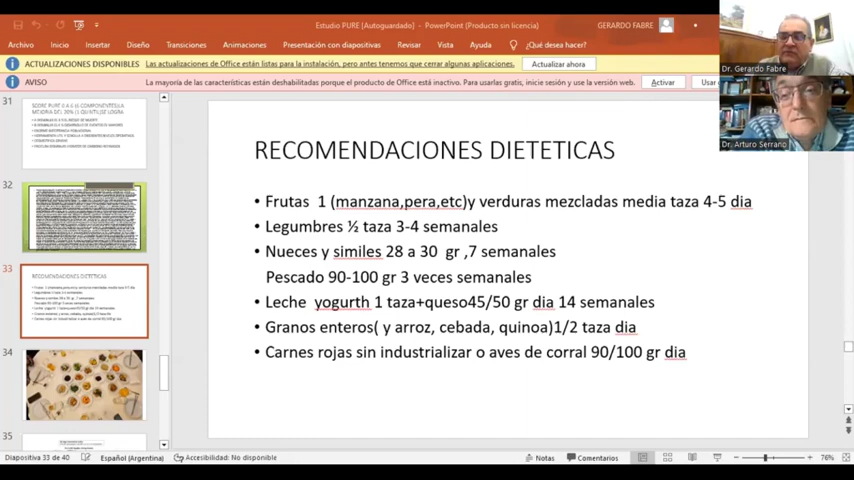 Estudio PURE [Autoguardado] - PowerPoint (Producto sin licencia)
GERARDO FABRE
Archivo Inicio Insertar Diseño Transiciones Animaciones Presentación con diapositivas Revisar Vista Ayuda ¿Qué desea hacer?
ACTUALIZACIONES DISPONIBLES Las actualizaciones de Office están listas para la instalación, pero antes tenemos que cerrar algunas aplicaciones. Actualizar ahora
AVISO La mayoría de las características están deshabilitadas porque el producto de Office está inactivo. Para usarlas gratis, inicie sesión y use la versión web. Activar Usar
Dr. Gerardo Fabre
Dr. Arturo Serrano
31
32
33
RECOMENDACIONES DIETETICAS
34
35
RECOMENDACIONES DIETETICAS
• Frutas 1 (manzana,pera,etc)y verduras mezcladas media taza 4-5 dia
• Legumbres ½ taza 3-4 semanales
• Nueces y similes 28 a 30 gr ,7 semanales
Pescado 90-100 gr 3 veces semanales
• Leche yogurth 1 taza+queso45/50 gr dia 14 semanales
• Granos enteros( y arroz, cebada, quinoa)1/2 taza dia
• Carnes rojas sin industrializar o aves de corral 90/100 gr dia
Diapositiva 33 de 40 Español (Argentina) Accesibilidad: No disponible Notas Comentarios 76%